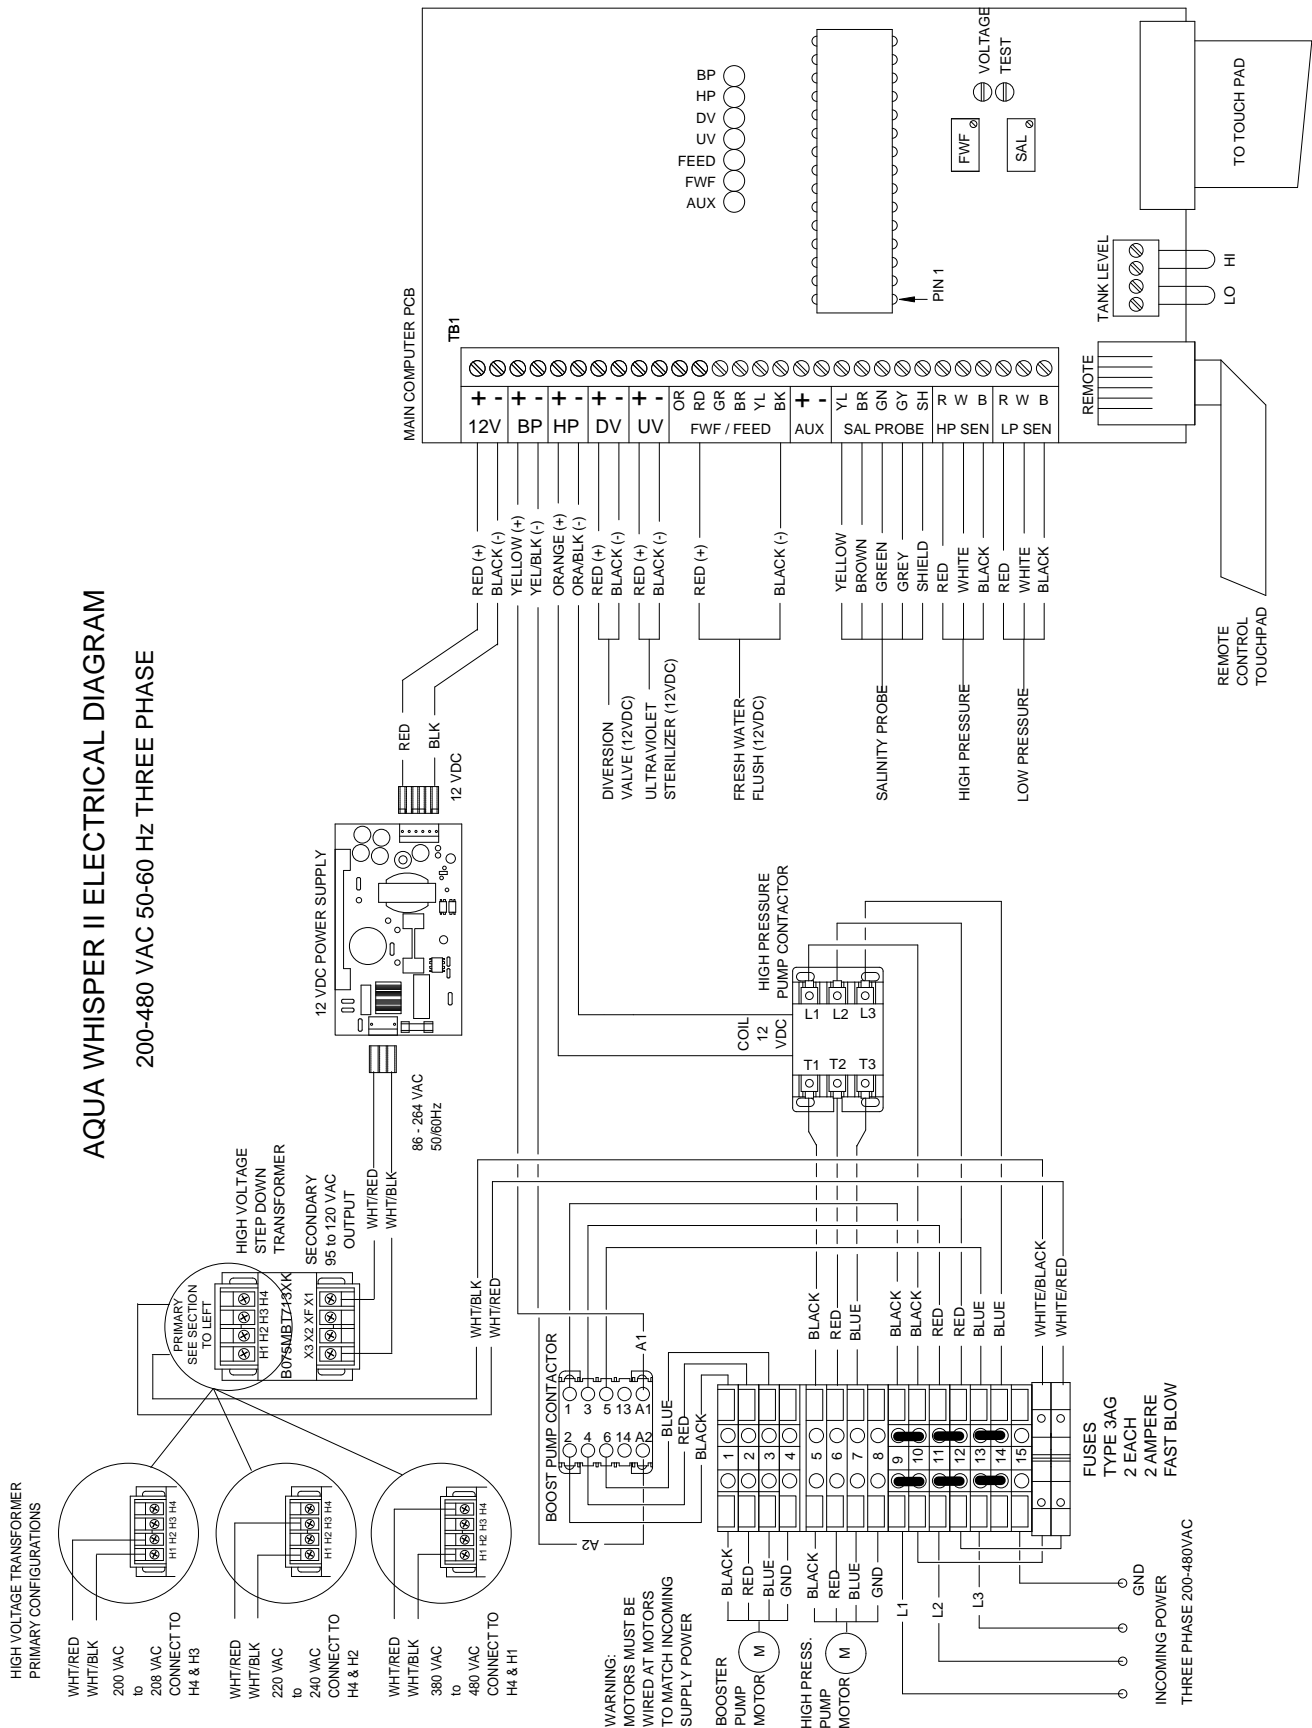 AQUA WHISPER II ELECTRICAL DIAGRAM
200-480 VAC 50-60 Hz THREE PHASE
HIGH VOLTAGE TRANSFORMER
PRIMARY CONFIGURATIONS
WHT/RED
WHT/BLK
200 VAC
to
208 VAC
CONNECT TO
H4 & H3
H1 H2 H3 H4
WHT/RED
WHT/BLK
220 VAC
to
240 VAC
CONNECT TO
H4 & H2
H1 H2 H3 H4
WHT/RED
WHT/BLK
380 VAC
to
480 VAC
CONNECT TO
H4 & H1
H1 H2 H3 H4
PRIMARY
SEE SECTION
TO LEFT
H1 H2 H3 H4
B075MBT713XK
X3 X2 XF X1
HIGH VOLTAGE
STEP DOWN
TRANSFORMER
SECONDARY
95 to 120 VAC
OUTPUT
WHT/RED
WHT/BLK
86 - 264 VAC
50/60Hz
12 VDC POWER SUPPLY
12 VDC
RED
BLK
MAIN COMPUTER PCB
TB1
+ - + - + - + - + -
12V BP HP DV UV
OR RD GR BR YL BK
FWF / FEED
+ -
AUX
YL BR GN GY SH
SAL PROBE
R W B
HP SEN
R W B
LP SEN
RED (+)
BLACK (-)
YELLOW (+)
YEL/BLK (-)
ORANGE (+)
ORA/BLK (-)
RED (+)
BLACK (-)
RED (+)
BLACK (-)
RED (+)
BLACK (-)
YELLOW
BROWN
GREEN
GREY
SHIELD
RED
WHITE
BLACK
RED
WHITE
BLACK
DIVERSION
VALVE (12VDC)
ULTRAVIOLET
STERILIZER (12VDC)
FRESH WATER
FLUSH (12VDC)
SALINITY PROBE
HIGH PRESSURE
LOW PRESSURE
BP
HP
DV
UV
FEED
FWF
AUX
PIN 1
VOLTAGE
TEST
FWF
SAL
TO TOUCH PAD
TANK LEVEL
LO
HI
REMOTE
REMOTE
CONTROL
TOUCHPAD
HIGH PRESSURE
PUMP CONTACTOR
COIL
12
VDC
L1 L2 L3
T1 T2 T3
WHT/BLK
WHT/RED
BOOST PUMP CONTACTOR
1 3 5 13 A1
2 4 6 14 A2
A1
A2
BLUE
RED
BLACK
BLACK
RED
BLUE
BLACK
BLACK
RED
RED
BLUE
BLUE
WHITE/BLACK
WHITE/RED
1 2 3 4 5 6 7 8 9 10 11 12 13 14 15
FUSES
TYPE 3AG
2 EACH
2 AMPERE
FAST BLOW
WARNING:
MOTORS MUST BE
WIRED AT MOTORS
TO MATCH INCOMING
SUPPLY POWER
BLACK
RED
BLUE
GND
BOOSTER
PUMP
MOTOR
M
BLACK
RED
BLUE
GND
HIGH PRESS.
PUMP
MOTOR
M
L1
L2
L3
GND
INCOMING POWER
THREE PHASE 200-480VAC